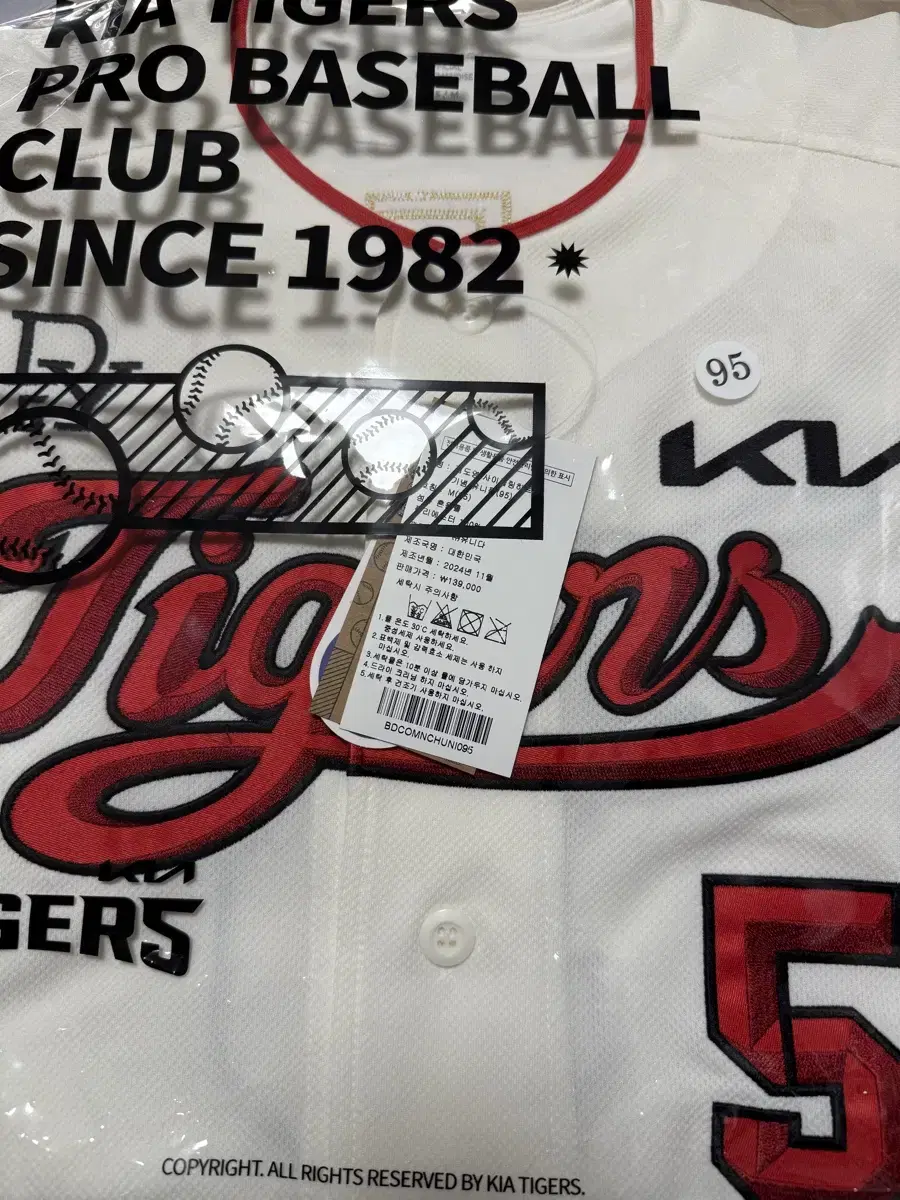 KIA TIGERS
PRO BASEBALL
CLUB
SINCE 1982
95
KIA
Tigers
M(95)
제조국명 : 대한민국
제조년월 : 2024년 11월
판매가격 : ₩139,000
세탁시 주의사항
1.물 온도 30℃ 세탁하세요.
중성세제 사용하세요.
2.표백제 및 강력효소 세제는 사용 하지
마십시오.
3.세탁물은 10분 이상 물에 담가두지 마십시오.
4.드라이 크리닝 하지 마십시오.
5.세탁 후 건조기 사용하지 마십시오.
BDCOMNCHUNI095
KIA
GERS
5
COPYRIGHT. ALL RIGHTS RESERVED BY KIA TIGERS.